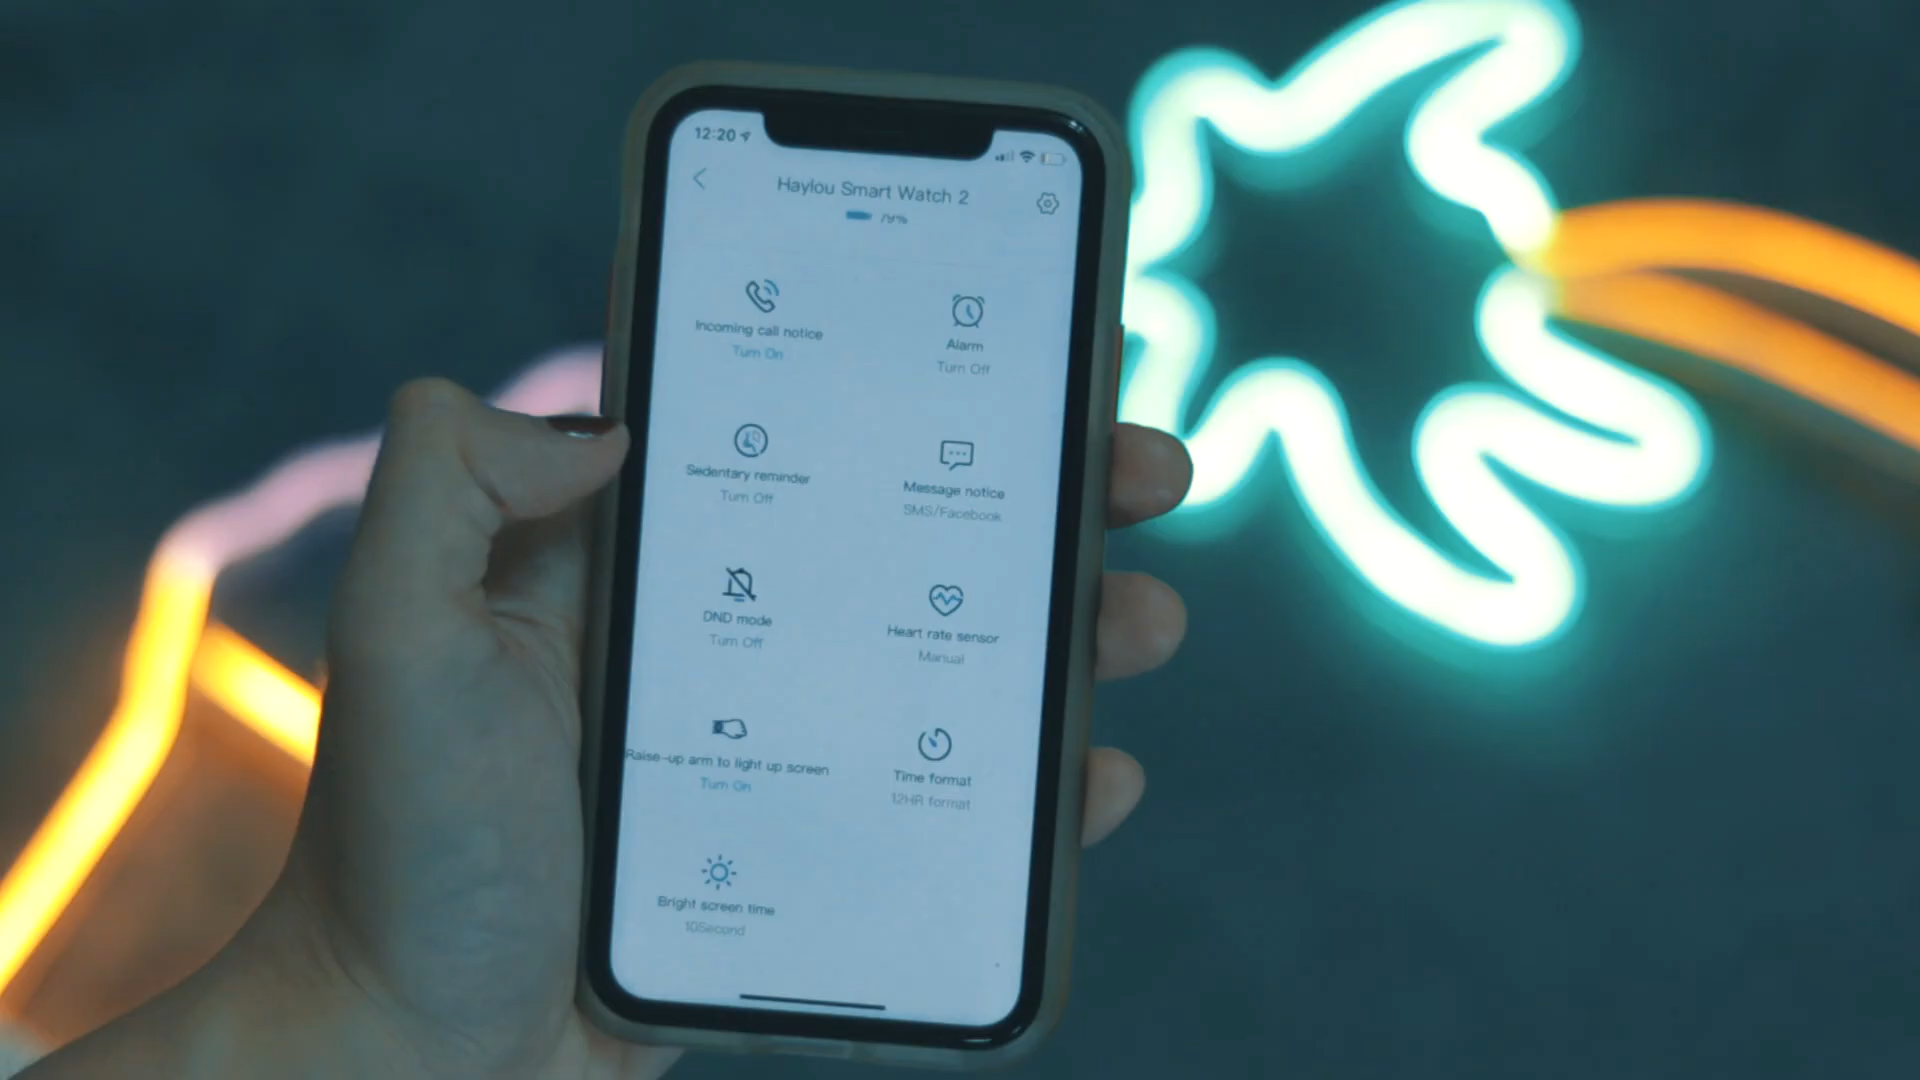 12:20
Haylou Smart Watch 2
Incoming call notice
Turn On
Alarm
Turn Off
Sedentary reminder
Turn Off
Message notice
SMS/Facebook
DND mode
Turn Off
Heart rate sensor
Manual
Raise-up arm to light up screen
Turn On
Time format
12HR format
Bright screen time
10Second